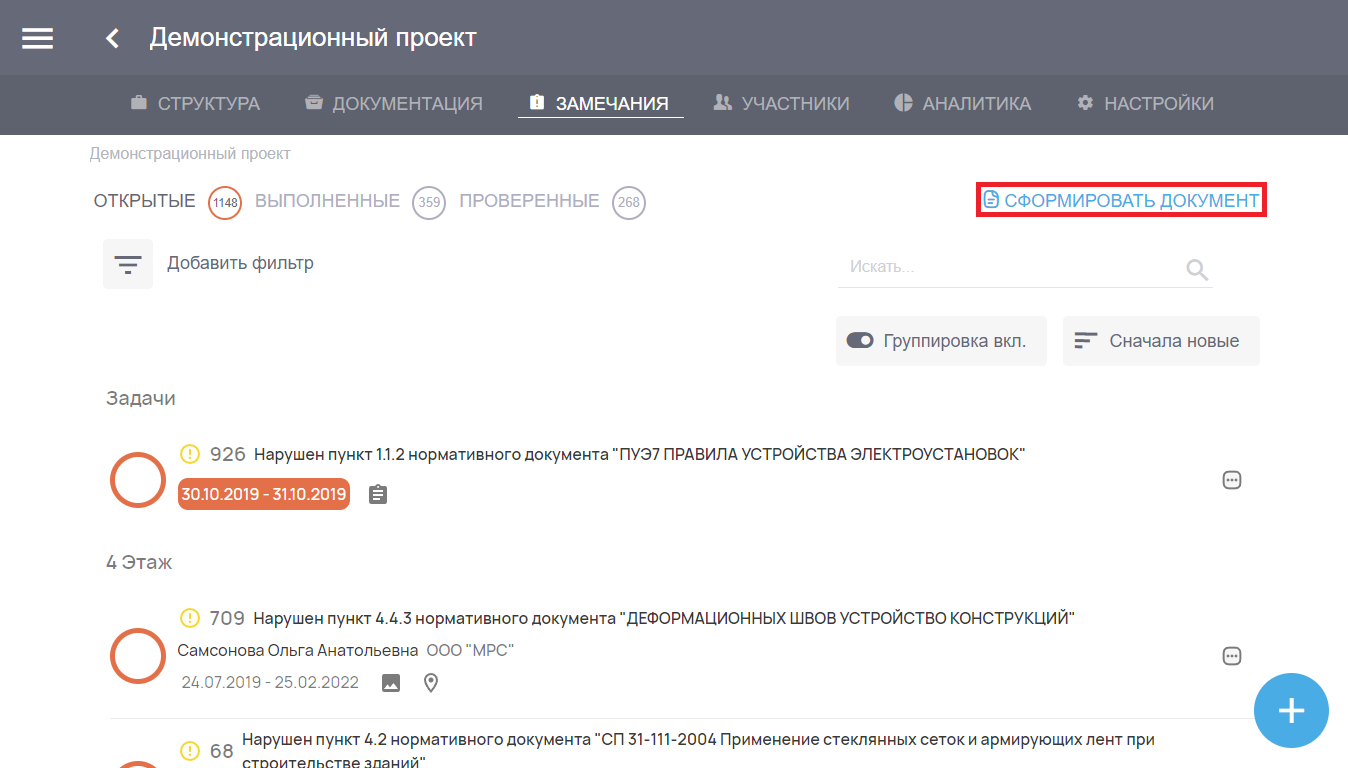 Демонстрационный проект
СТРУКТУРА ДОКУМЕНТАЦИЯ ЗАМЕЧАНИЯ УЧАСТНИКИ АНАЛИТИКА НАСТРОЙКИ
Демонстрационный проект
ОТКРЫТЫЕ 1148 ВЫПОЛНЕННЫЕ 359 ПРОВЕРЕННЫЕ 268 СФОРМИРОВАТЬ ДОКУМЕНТ
Добавить фильтр Искать...
Группировка вкл. Сначала новые
Задачи
926 Нарушен пункт 1.1.2 нормативного документа "ПУЭ7 ПРАВИЛА УСТРОЙСТВА ЭЛЕКТРОУСТАНОВОК"
30.10.2019 - 31.10.2019
4 Этаж
709 Нарушен пункт 4.4.3 нормативного документа "ДЕФОРМАЦИОННЫХ ШВОВ УСТРОЙСТВО КОНСТРУКЦИЙ"
Самсонова Ольга Анатольевна ООО "МРС"
24.07.2019 - 25.02.2022
68 Нарушен пункт 4.2 нормативного документа "СП 31-111-2004 Применение стеклянных сеток и армирующих лент при
строительстве зданий"